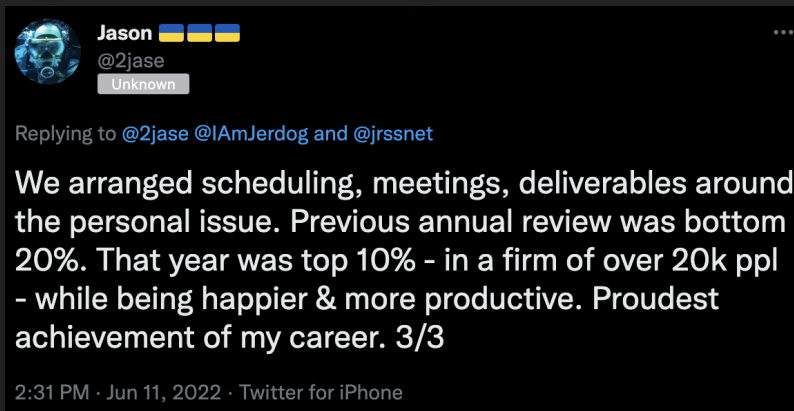 Jason 🇺🇦🇺🇦🇺🇦
@2jase
Unknown
Replying to @2jase @IAmJerdog and @jrssnet
We arranged scheduling, meetings, deliverables around
the personal issue. Previous annual review was bottom
20%. That year was top 10% - in a firm of over 20k ppl
- while being happier & more productive. Proudest
achievement of my career. 3/3
2:31 PM · Jun 11, 2022 · Twitter for iPhone